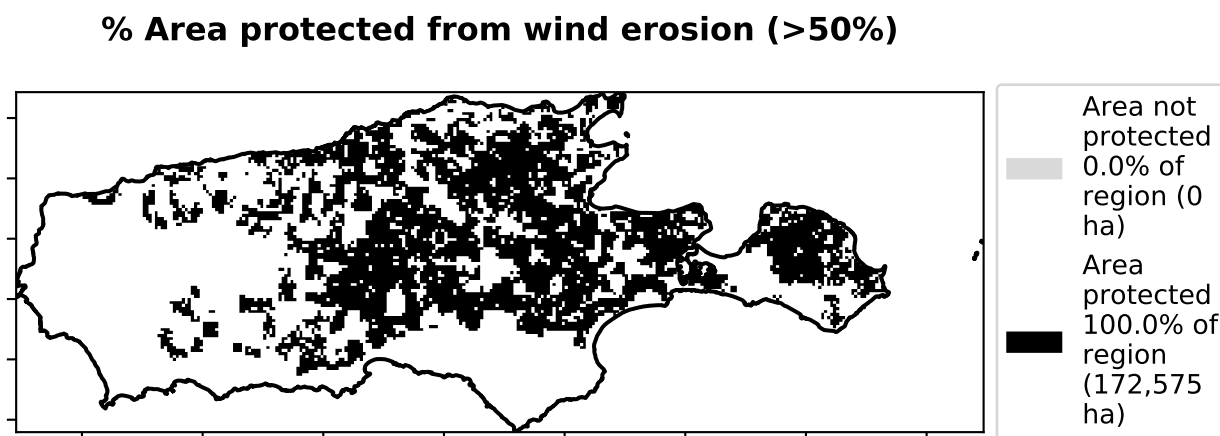 % Area protected from wind erosion (>50%)
Area not
protected
0.0% of
region (0
ha)
Area
protected
100.0% of
region
(172,575
ha)